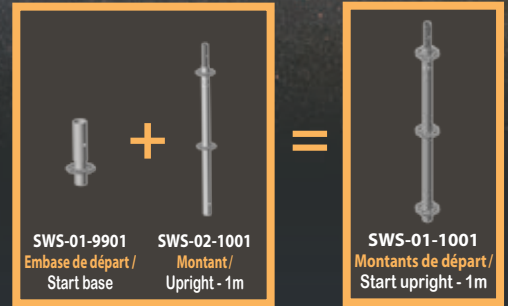 +
=
SWS-01-9901
Embase de départ /
Start base
SWS-02-1001
Montant /
Upright - 1m
SWS-01-1001
Montants de départ /
Start upright - 1m